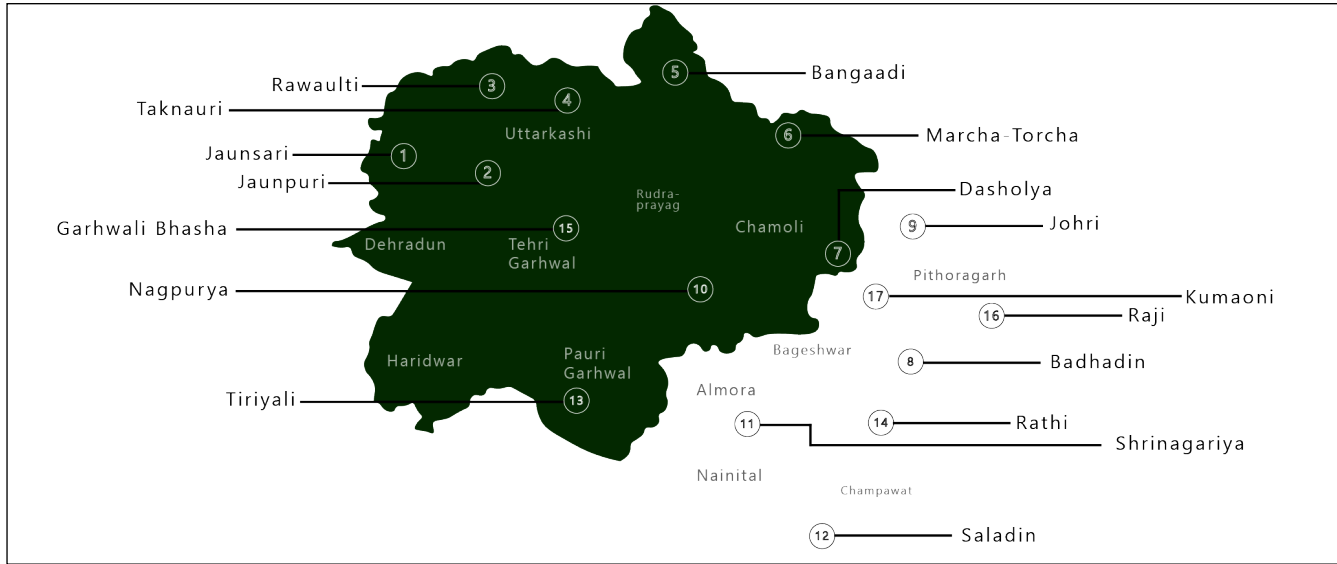 Rawaulti
3
5
Bangaadi
Taknauri
4
Uttarkashi
6
Marcha-Torcha
Jaunsari
1
Jaunpuri
2
Rudra-
prayag
Dasholya
Garhwali Bhasha
15
Chamoli
9
Johri
Dehradun
Tehri
Garhwal
7
Pithoragarh
Nagpurya
10
17
Kumaoni
16
Raji
Haridwar
Pauri
Garhwal
Bageshwar
8
Badhadin
Tiriyali
13
Almora
11
14
Rathi
Shrinagariya
Nainital
Champawat
12
Saladin